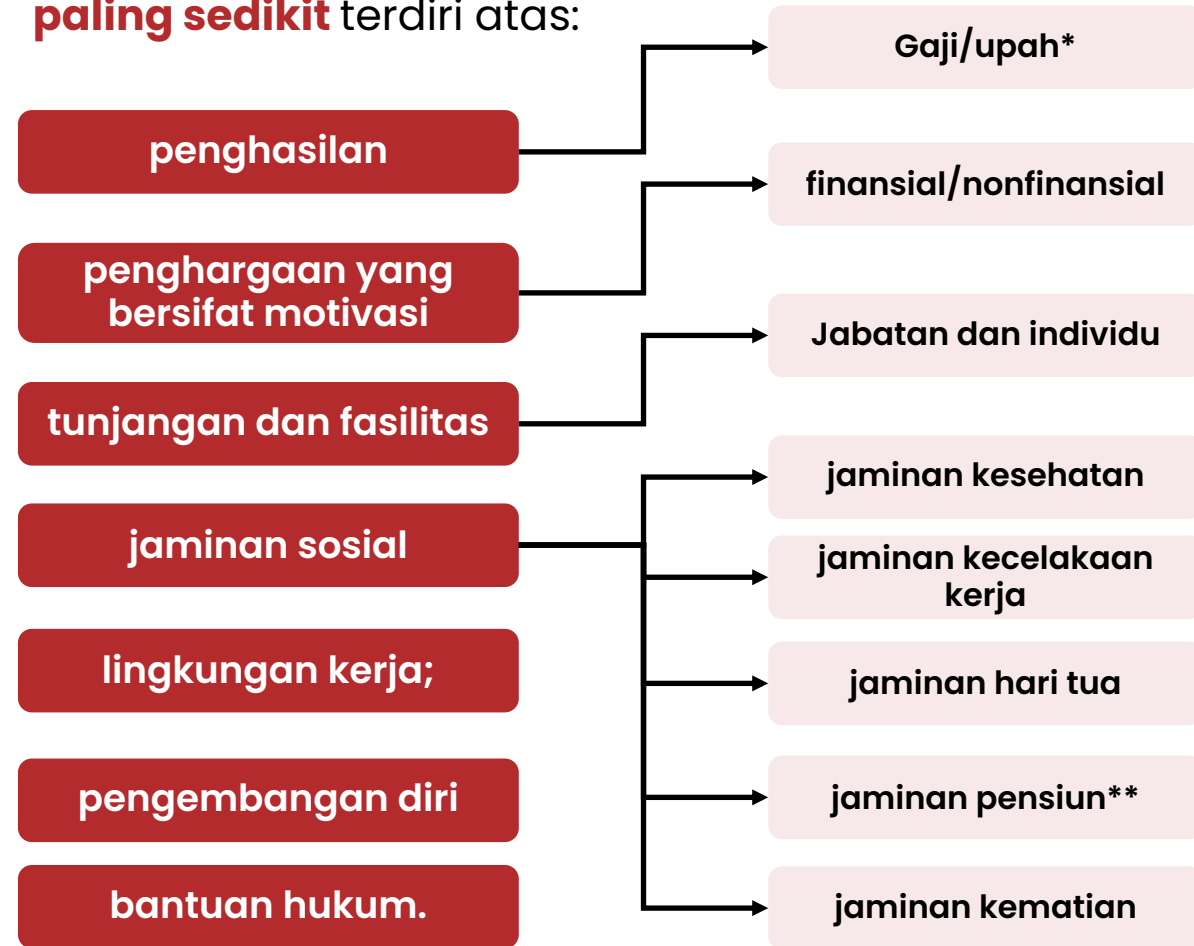 paling sedikit terdiri atas:
Gaji/upah*
penghasilan
finansial/nonfinansial
penghargaan yang
bersifat motivasi
Jabatan dan individu
tunjangan dan fasilitas
jaminan kesehatan
jaminan sosial
jaminan kecelakaan
kerja
lingkungan kerja;
jaminan hari tua
pengembangan diri
jaminan pensiun**
bantuan hukum.
jaminan kematian